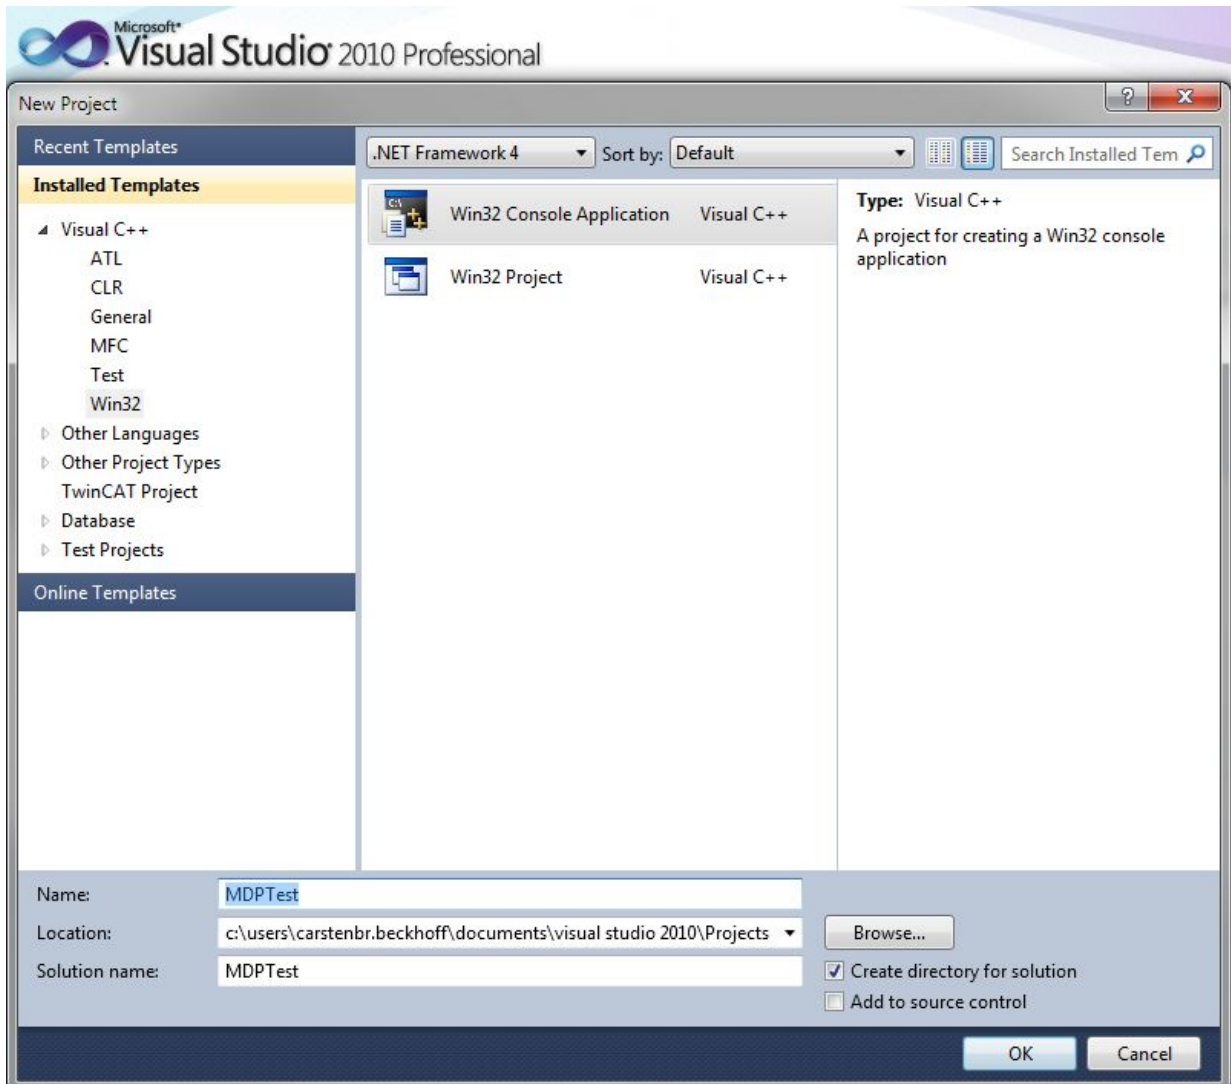 Microsoft®
Visual Studio® 2010 Professional
New Project
?
Recent Templates
.NET Framework 4
Sort by: Default
Search Installed Tem
Installed Templates
Visual C++
ATL
CLR
General
MFC
Test
Win32
Other Languages
Other Project Types
TwinCAT Project
Database
Test Projects
Online Templates
C:\
Win32 Console Application Visual C++
Win32 Project Visual C++
Type: Visual C++
A project for creating a Win32 console
application
Name: MDPTest
Location: c:\users\carstenbr.beckhoff\documents\visual studio 2010\Projects
Browse...
Solution name: MDPTest
Create directory for solution
Add to source control
OK Cancel